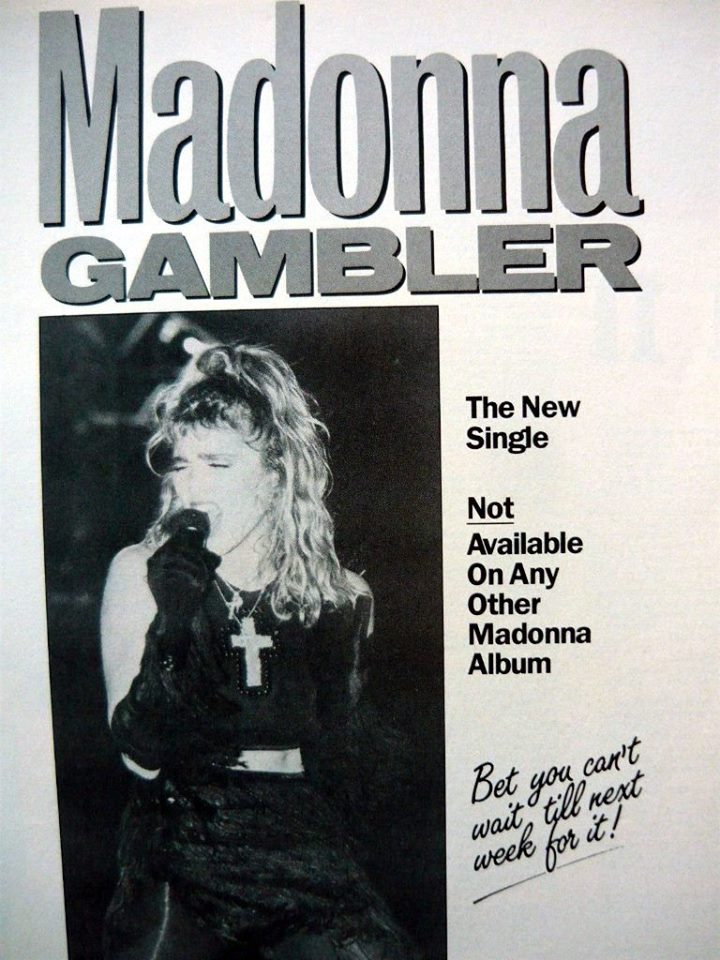 Madonna
GAMBLER
The New
Single
Not
Available
On Any
Other
Madonna
Album
Bet you can't
wait till next
week for it!